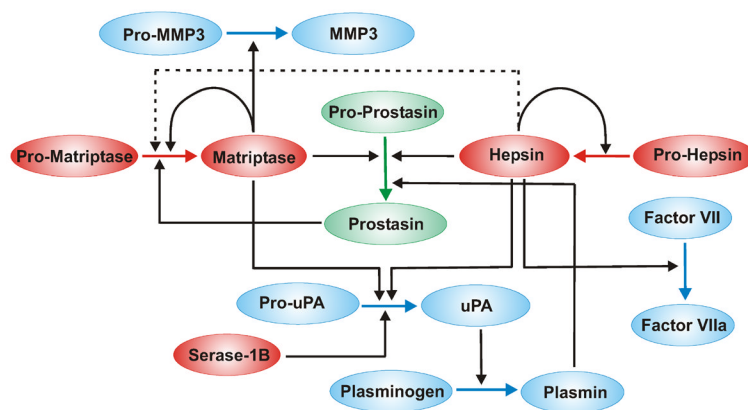 Pro-MMP3
MMP3
Pro-Prostasin
Pro-Matriptase
Matriptase
Hepsin
Pro-Hepsin
Prostasin
Factor VII
Pro-uPA
uPA
Factor VIIa
Serase-1B
Plasminogen
Plasmin